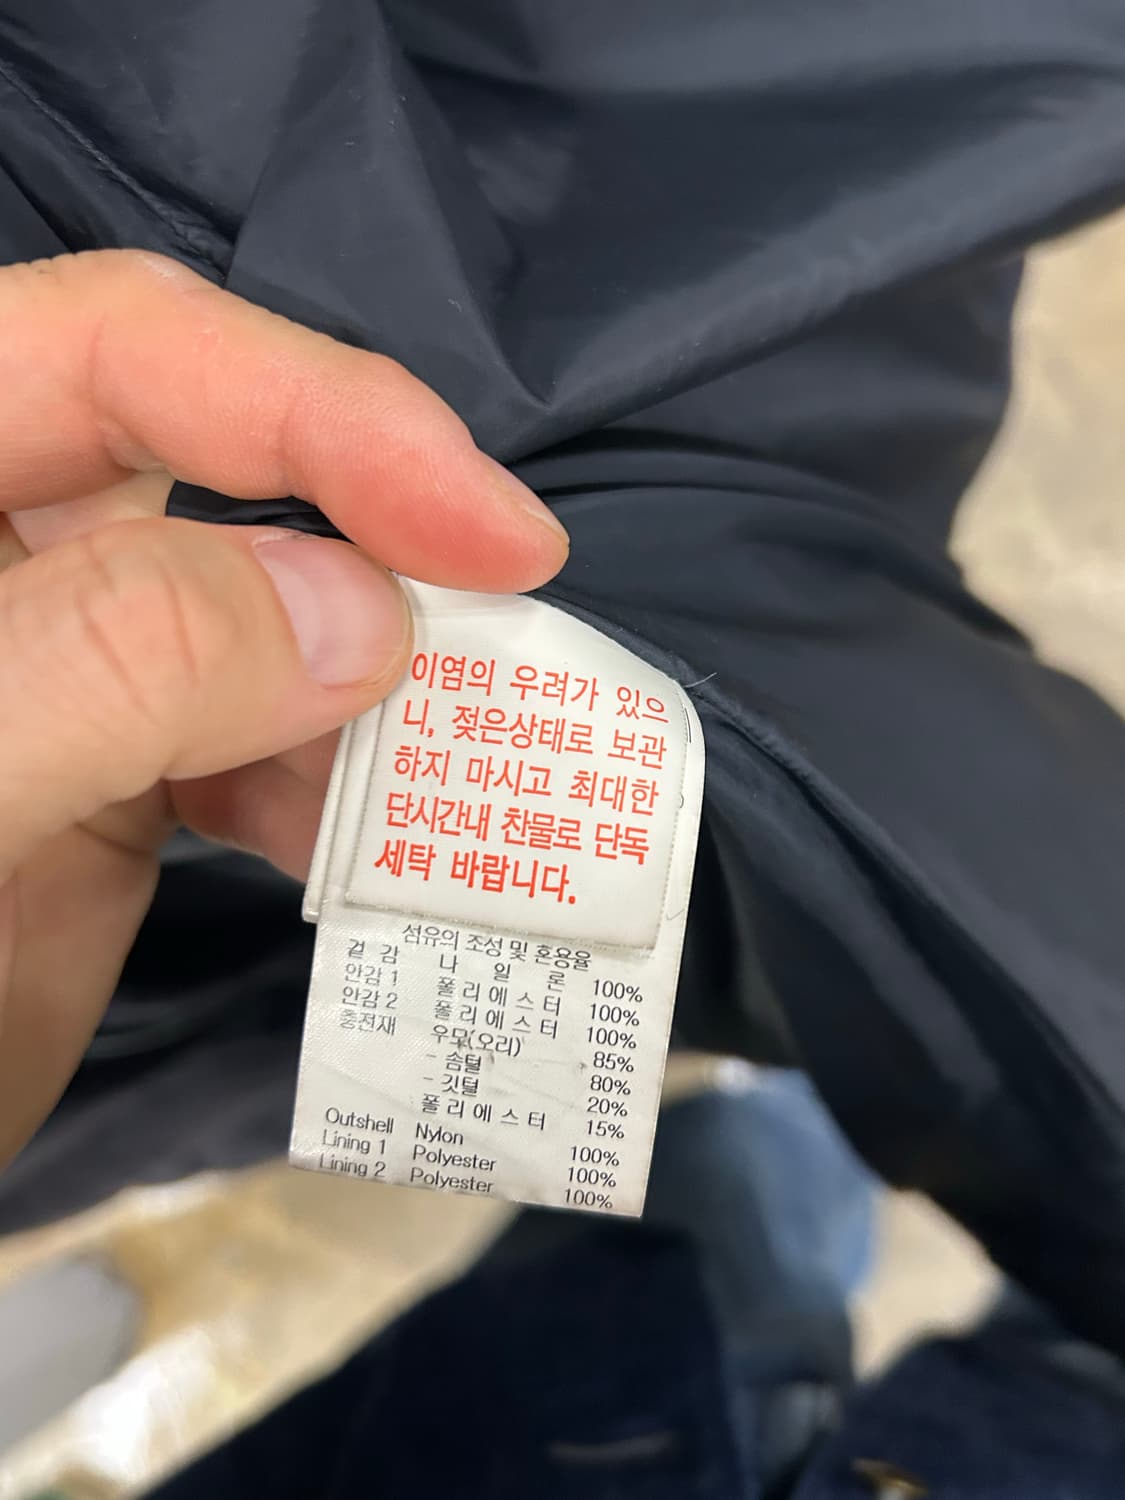 이염의 우려가 있으
니, 젖은상태로 보관
하지 마시고 최대한
단시간내 찬물로 단독
세탁 바랍니다.
섬유의 조성 및 혼용율
겉 감 나 일 론 100%
안감 1 폴 리 에 스 터 100%
안감 2 폴 리 에 스 터 100%
충전재 우모(오리) 85%
- 솜털 80%
- 깃털 20%
폴 리 에 스 터 15%
Outshell Nylon 100%
Lining 1 Polyester 100%
Lining 2 Polyester 100%